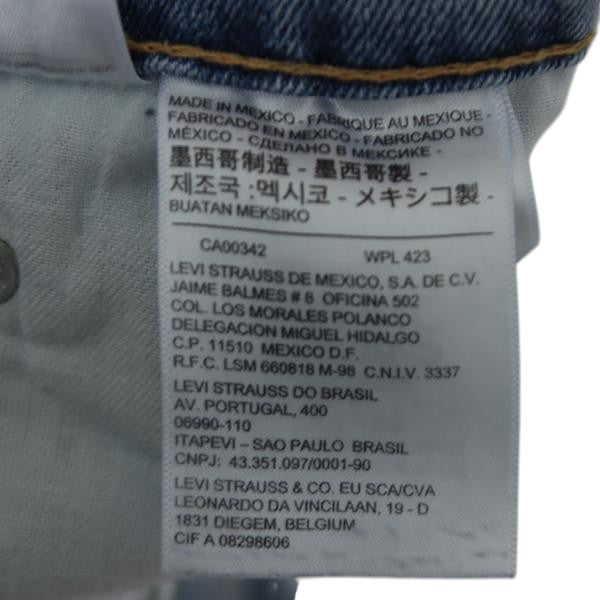 MADE IN MEXICO - FABRIQUE AU MEXIQUE -
FABRICADO EN MEXICO - FABRICADO NO
MÉXICO - СДЕЛАНО В МЕКСИКЕ -
墨西哥制造 - 墨西哥製 -
제조국 : 멕시코 - メキシコ製 -
BUATAN MEKSIKO
CA00342 WPL 423
LEVI STRAUSS DE MEXICO, S.A. DE C.V.
JAIME BALMES # 8 OFICINA 502
COL. LOS MORALES POLANCO
DELEGACION MIGUEL HIDALGO
C.P. 11510 MEXICO D.F.
R.F.C. LSM 660818 M-98 C.N.I.V. 3337
LEVI STRAUSS DO BRASIL
AV. PORTUGAL, 400
06990-110
ITAPEVI – SAO PAULO BRASIL
CNPJ: 43.351.097/0001-90
LEVI STRAUSS & CO. EU SCA/CVA
LEONARDO DA VINCILAAN, 19 - D
1831 DIEGEM, BELGIUM
CIF A 08298606